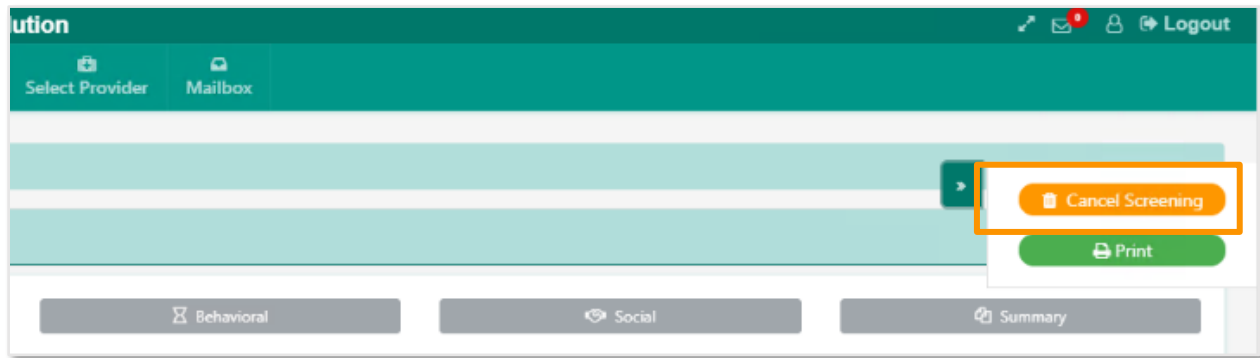 lution
Logout
Select Provider
Mailbox
Cancel Screening
Print
Behavioral
Social
Summary